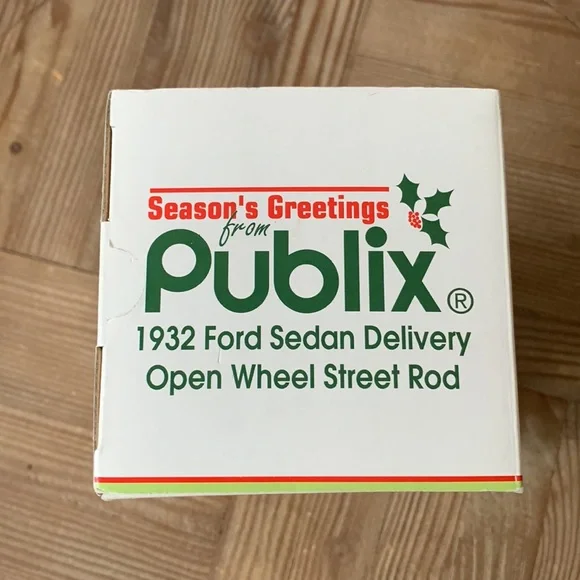 Season's Greetings
from
Publix®
1932 Ford Sedan Delivery
Open Wheel Street Rod